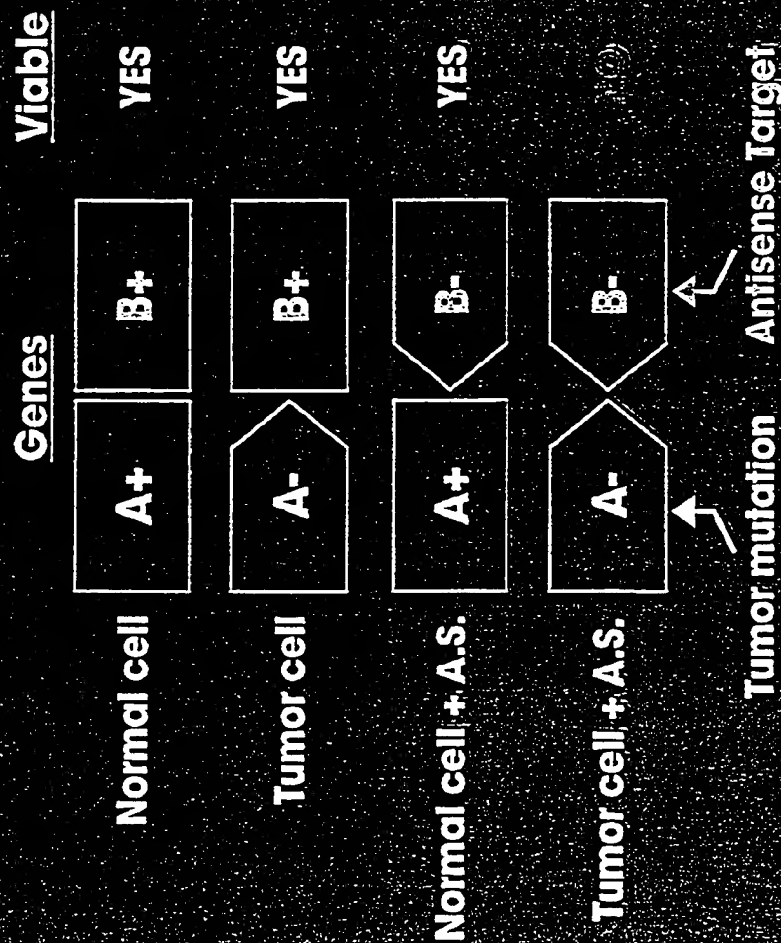 Genes Viable
Normal cell A+ B+ YES
Tumor cell A- B+ YES
Normal cell + A.S. A+ B- YES
Tumor cell + A.S. A- B-
Tumor mutation Antisense Target